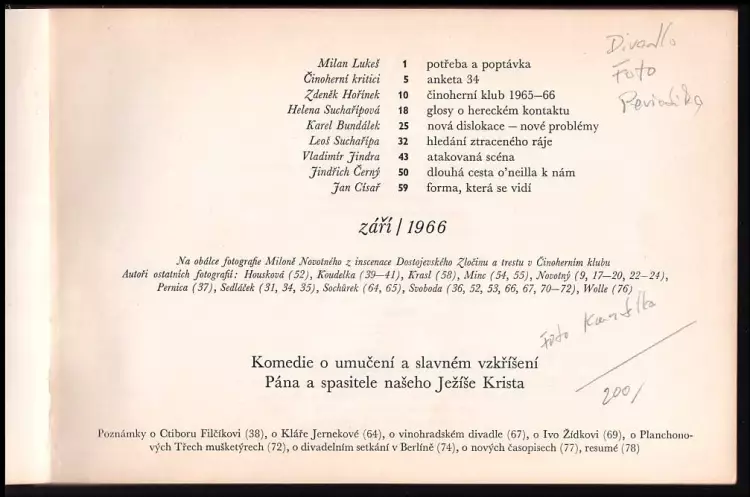 Milan Lukeš 1 potřeba a poptávka
Činoherní kritici 5 anketa 34
Zdeněk Hořínek 10 činoherní klub 1965–66
Helena Suchařípová 18 glosy o hereckém kontaktu
Karel Bundálek 25 nová dislokace – nové problémy
Leoš Suchařípa 32 hledání ztraceného ráje
Vladimír Jindra 43 atakovaná scéna
Jindřich Černý 50 dlouhá cesta o'neilla k nám
Jan Císař 59 forma, která se vidí
Divadlo
Foto
Periodika
září / 1966
Na obálce fotografie Miloně Novotného z inscenace Dostojevského Zločinu a trestu v Činoherním klubu
Autoři ostatních fotografií: Housková (52), Koudelka (39–41), Krasl (58), Minc (54, 55), Novotný (9, 17–20, 22–24),
Pernica (37), Sedláček (31, 34, 35), Sochůrek (64, 65), Svoboda (36, 52, 53, 66, 67, 70–72), Wolle (76)
Foto
200/
Komedie o umučení a slavném vzkříšení
Pána a spasitele našeho Ježíše Krista
Poznámky o Ctiboru Filčíkovi (38), o Kláře Jernekové (64), o vinohradském divadle (67), o Ivo Žídkovi (69), o Planchono-
vých Třech mušketýrech (72), o divadelním setkání v Berlíně (74), o nových časopisech (77), resumé (78)